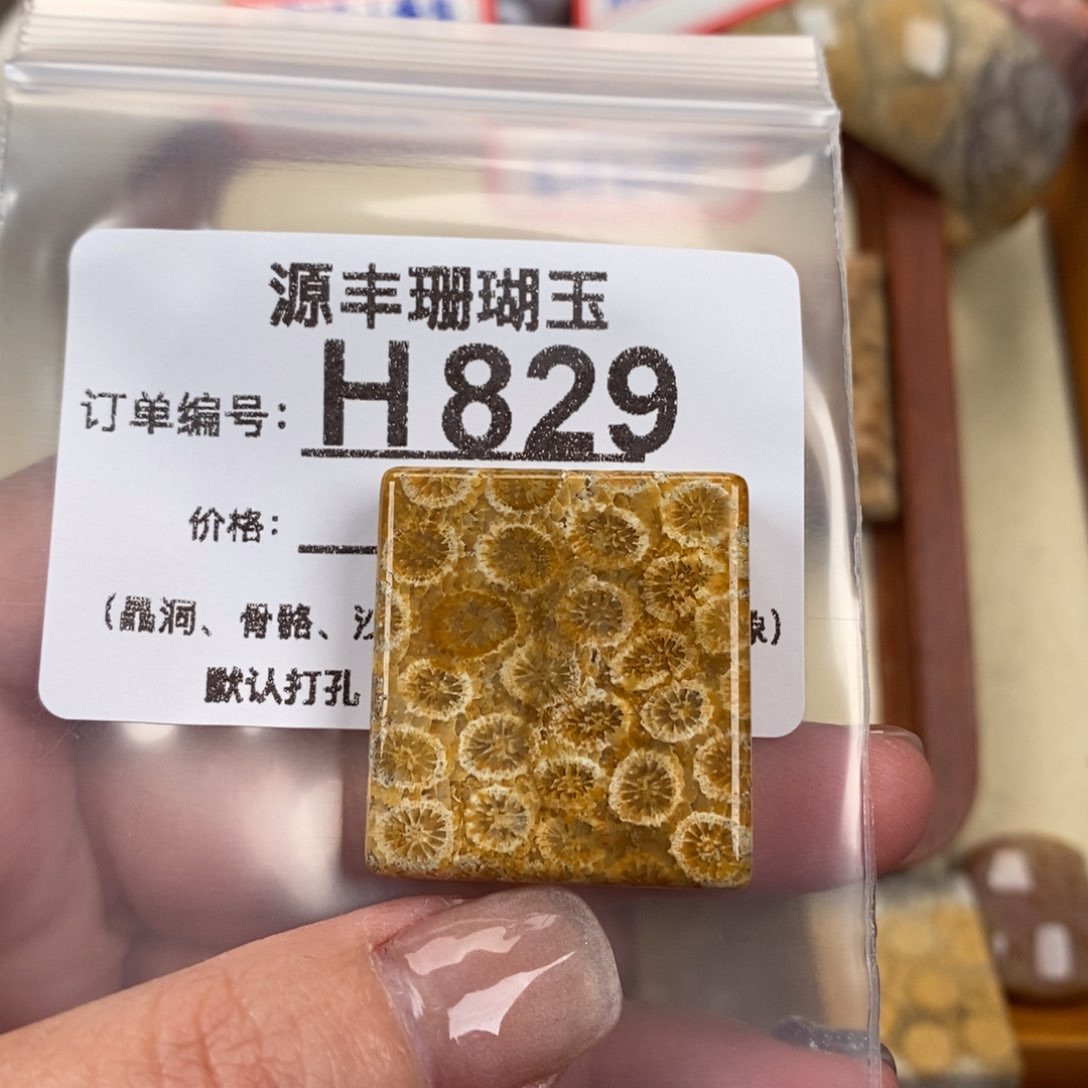 源丰珊瑚玉
订单编号: H829
价格:
(晶洞、骨骼、沙
默认打孔